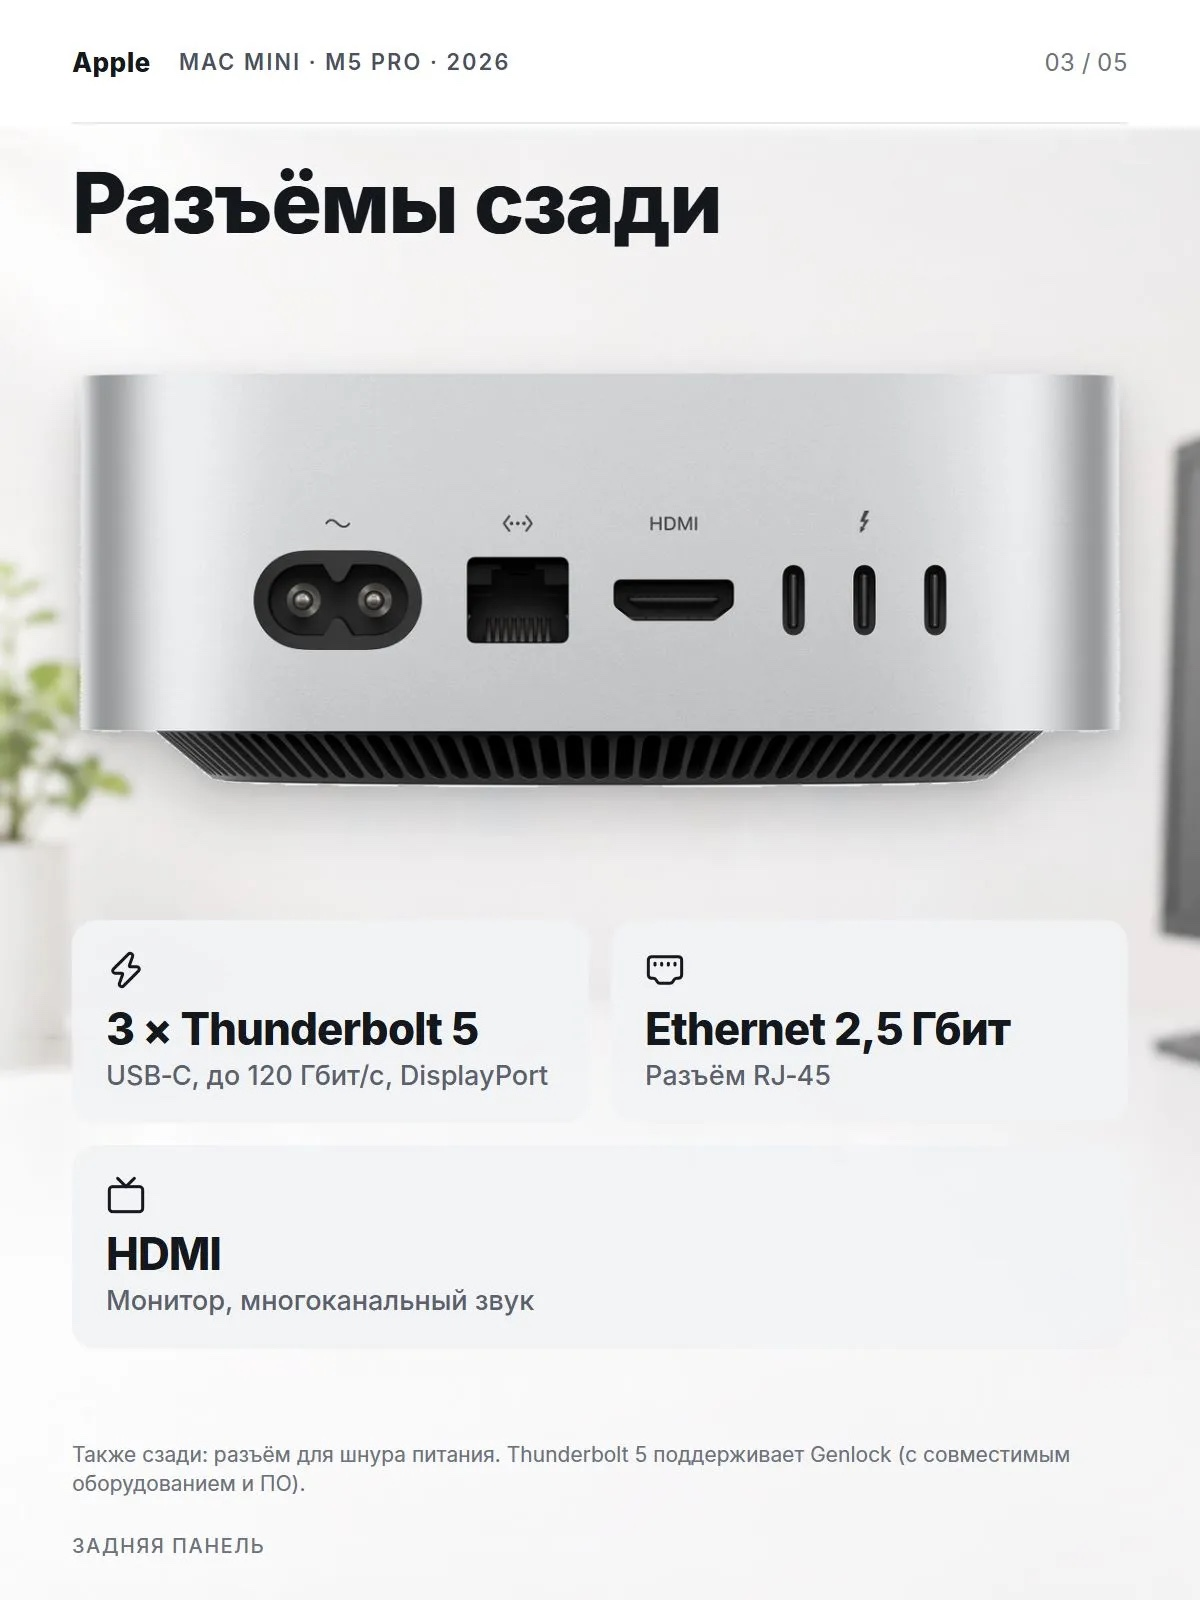 Apple MAC MINI · M5 PRO · 2026 03 / 05
Разъёмы сзади
HDMI
3 × Thunderbolt 5
USB-C, до 120 Гбит/с, DisplayPort
Ethernet 2,5 Гбит
Разъём RJ-45
HDMI
Монитор, многоканальный звук
Также сзади: разъём для шнура питания. Thunderbolt 5 поддерживает Genlock (с совместимым
оборудованием и ПО).
ЗАДНЯЯ ПАНЕЛЬ